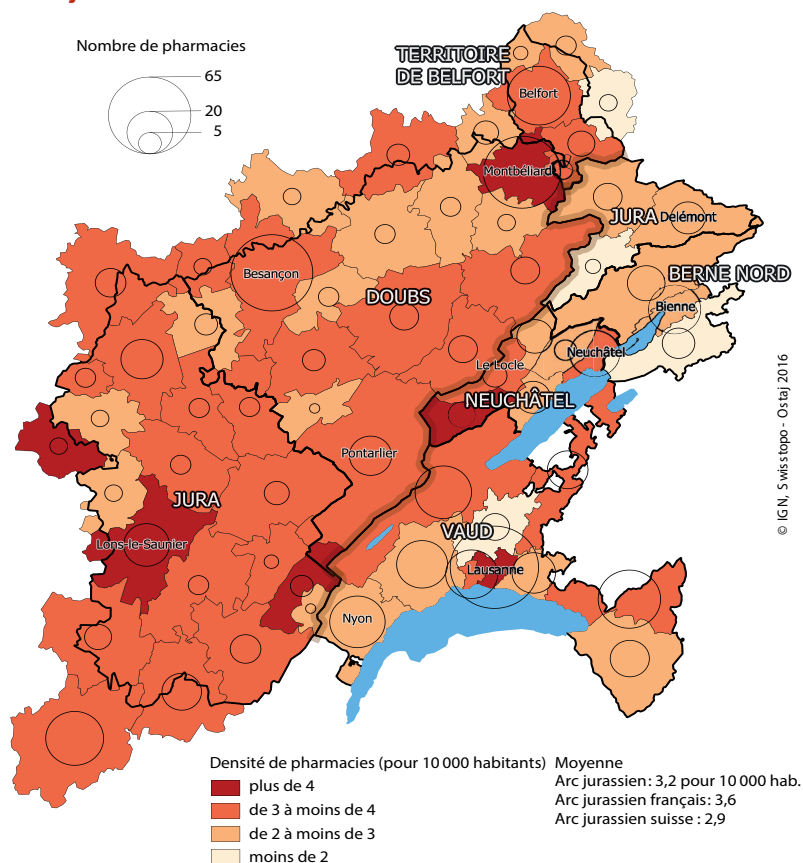 Nombre de pharmacies
65
20
5
TERRITOIRE
DE BELFORT
Belfort
Montbéliard
JURA
Delémont
Besançon
BERNE NORD
DOUBS
Bienne
Neuchâtel
Le Locle
NEUCHÂTEL
Pontarlier
JURA
VAUD
Lons-le-Saunier
Lausanne
Nyon
© IGN, Swisstopo - Ostaj 2016
Densité de pharmacies (pour 10 000 habitants)
plus de 4
de 3 à moins de 4
de 2 à moins de 3
moins de 2
Moyenne
Arc jurassien : 3,2 pour 10 000 hab.
Arc jurassien français : 3,6
Arc jurassien suisse : 2,9